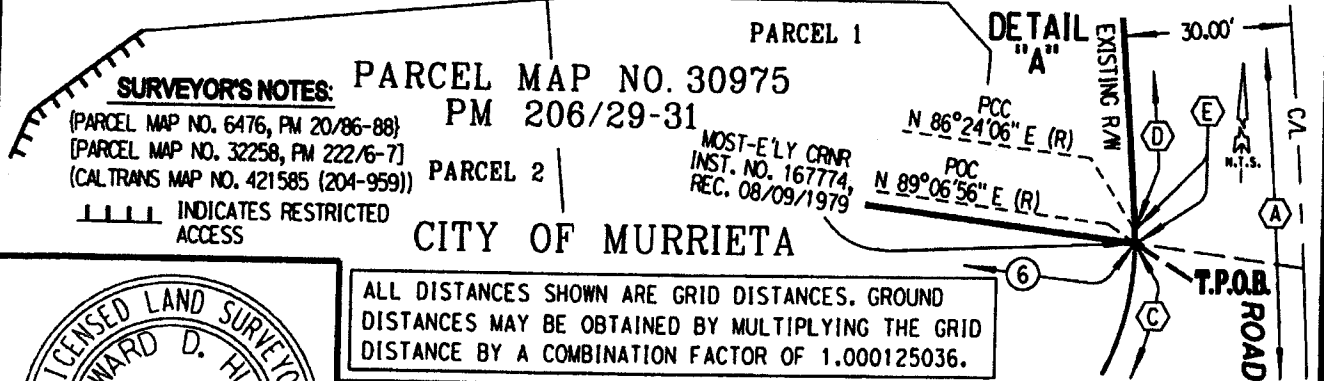 SURVEYOR'S NOTES:
{PARCEL MAP NO. 6476, PM 20/86-88}
[PARCEL MAP NO. 32258, PM 222/6-7]
(CALTRANS MAP NO. 421585 (204-959))
INDICATES RESTRICTED
ACCESS
PARCEL MAP NO. 30975
PM 206/29-31
PARCEL 1
PARCEL 2
CITY OF MURRIETA
MOST-E'LY CRNR
INST. NO. 167774,
REC. 08/09/1979
DETAIL
"A"
EXISTING R/W
30.00'
C/L
PCC
N 86°24'06" E (R)
POC
N 89°06'56" E (R)
D
E
N.T.S.
A
6
C
T.P.O.B.
ROAD
ALL DISTANCES SHOWN ARE GRID DISTANCES. GROUND
DISTANCES MAY BE OBTAINED BY MULTIPLYING THE GRID
DISTANCE BY A COMBINATION FACTOR OF 1.000125036.
LAND
D.